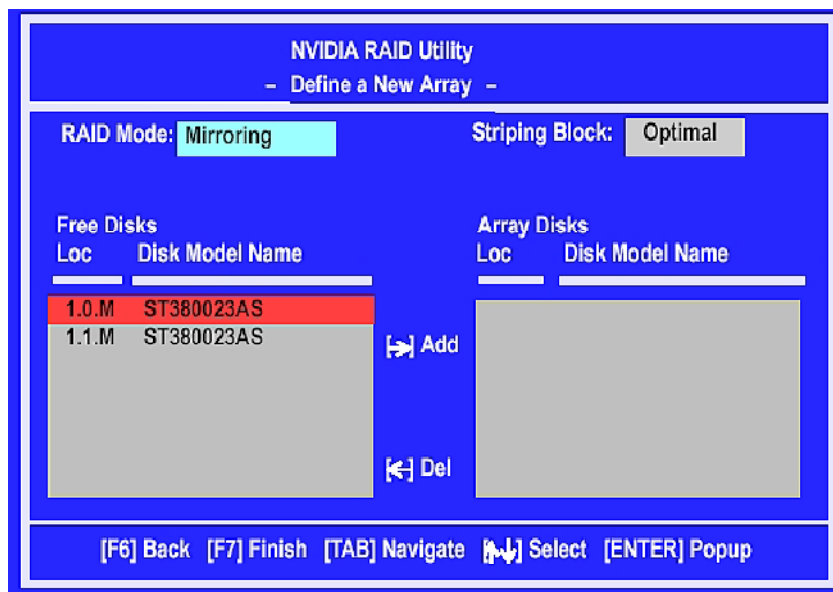 NVIDIA RAID Utility
– Define a New Array –
RAID Mode: Mirroring
Striping Block: Optimal
Free Disks
Loc Disk Model Name
1.0.M ST380023AS
1.1.M ST380023AS
[→] Add
[←] Del
Array Disks
Loc Disk Model Name
[F6] Back [F7] Finish [TAB] Navigate [↑↓] Select [ENTER] Popup